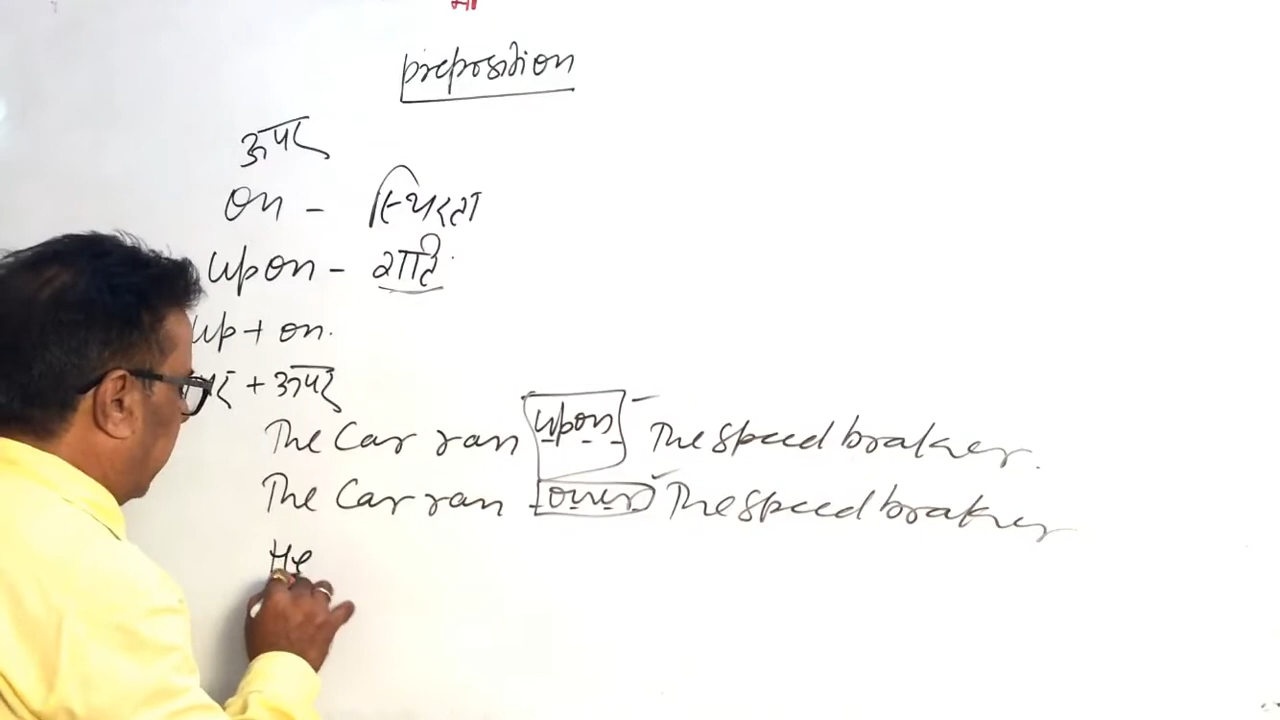 मा
preposition
ऊपर
on - स्थिरता
upon - गति
up + on.
+ ऊपर
The Car ran upon The speed braker.
The Car ran over The speed braker
He